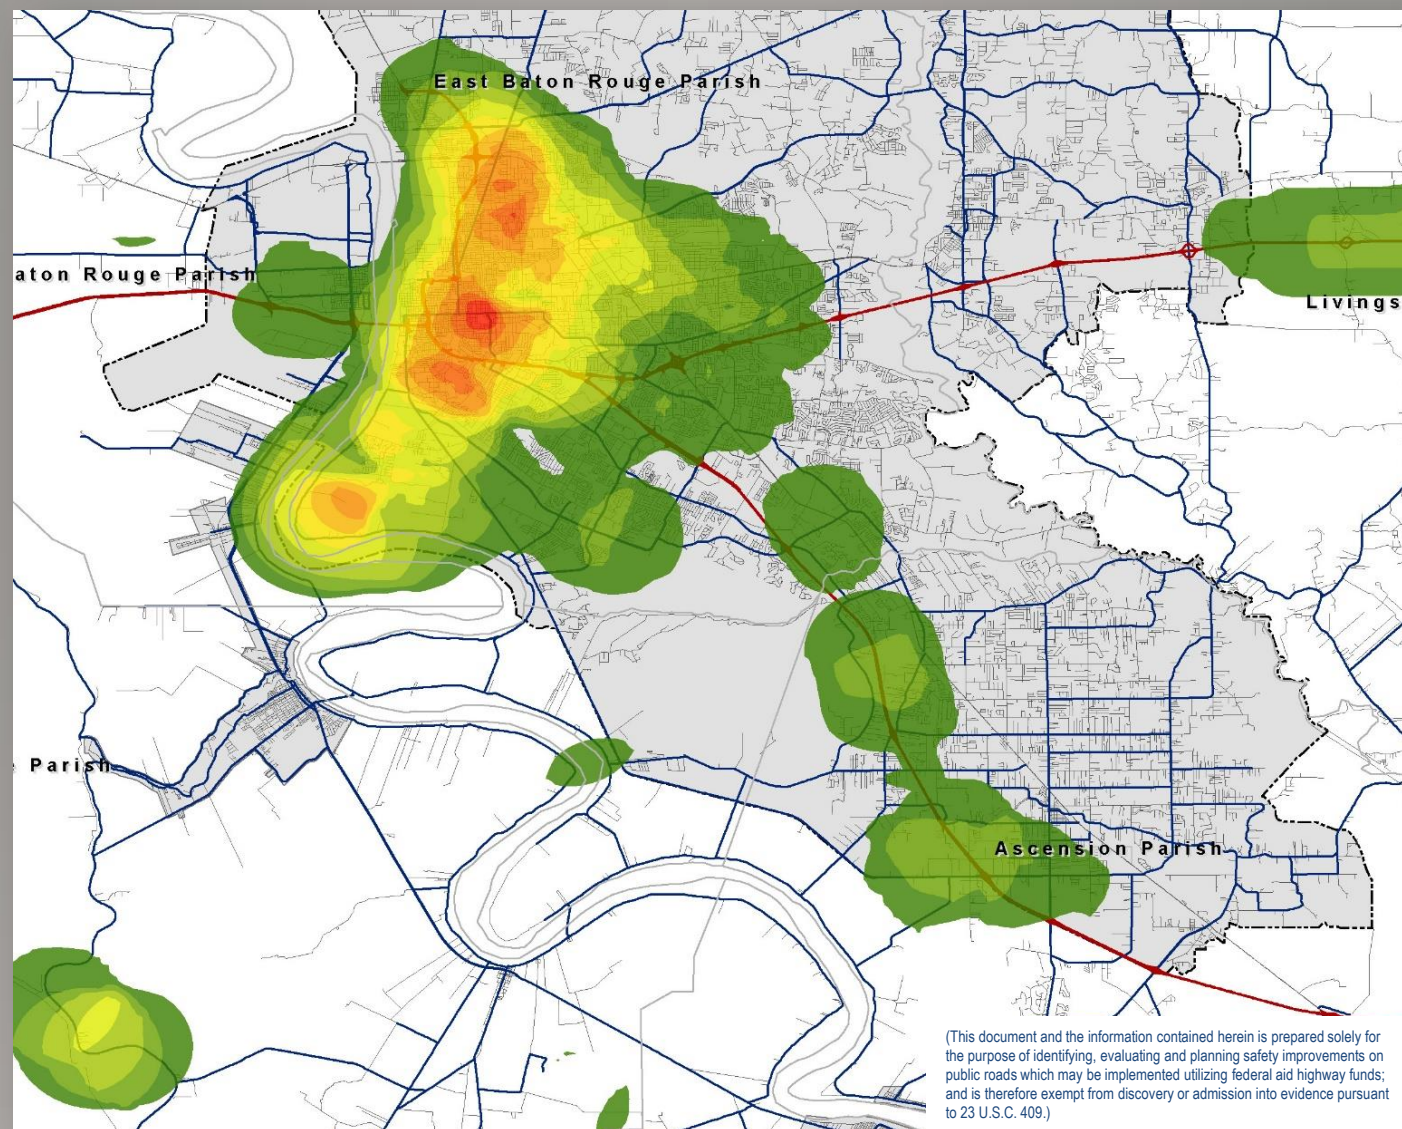 East Baton Rouge Parish
aton Rouge Parish
Livings
Parish
Ascension Parish
(This document and the information contained herein is prepared solely for
the purpose of identifying, evaluating and planning safety improvements on
public roads which may be implemented utilizing federal aid highway funds;
and is therefore exempt from discovery or admission into evidence pursuant
to 23 U.S.C. 409.)